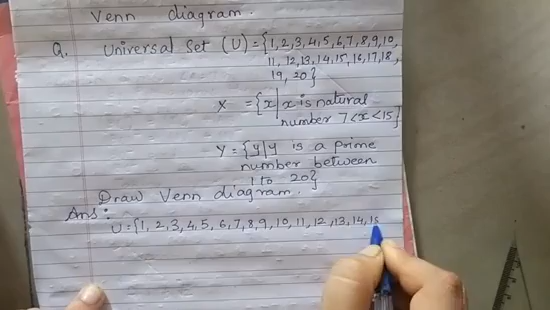 Venn diagram.
Q. Universal Set (U) = {1, 2, 3, 4, 5, 6, 7, 8, 9, 10,
11, 12, 13, 14, 15, 16, 17, 18,
19, 20}
X = {x | x is natural
number 7 < x < 15}
Y = {y | y is a prime
number between
1 to 20}
Draw Venn diagram.
Ans:
U = {1, 2, 3, 4, 5, 6, 7, 8, 9, 10, 11, 12, 13, 14, 15